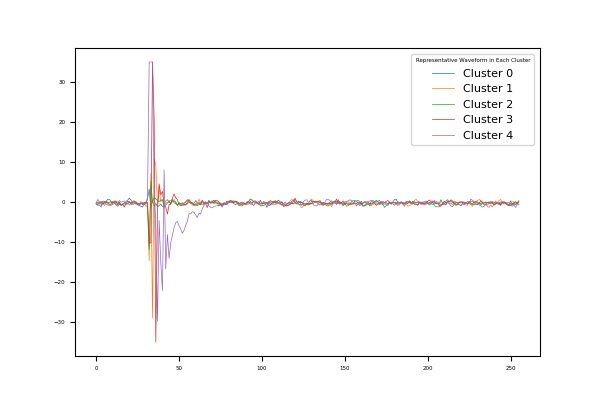 Representative Waveform in Each Cluster
Cluster 0
Cluster 1
Cluster 2
Cluster 3
Cluster 4
30
20
10
0
−10
−20
−30
0
50
100
150
200
250